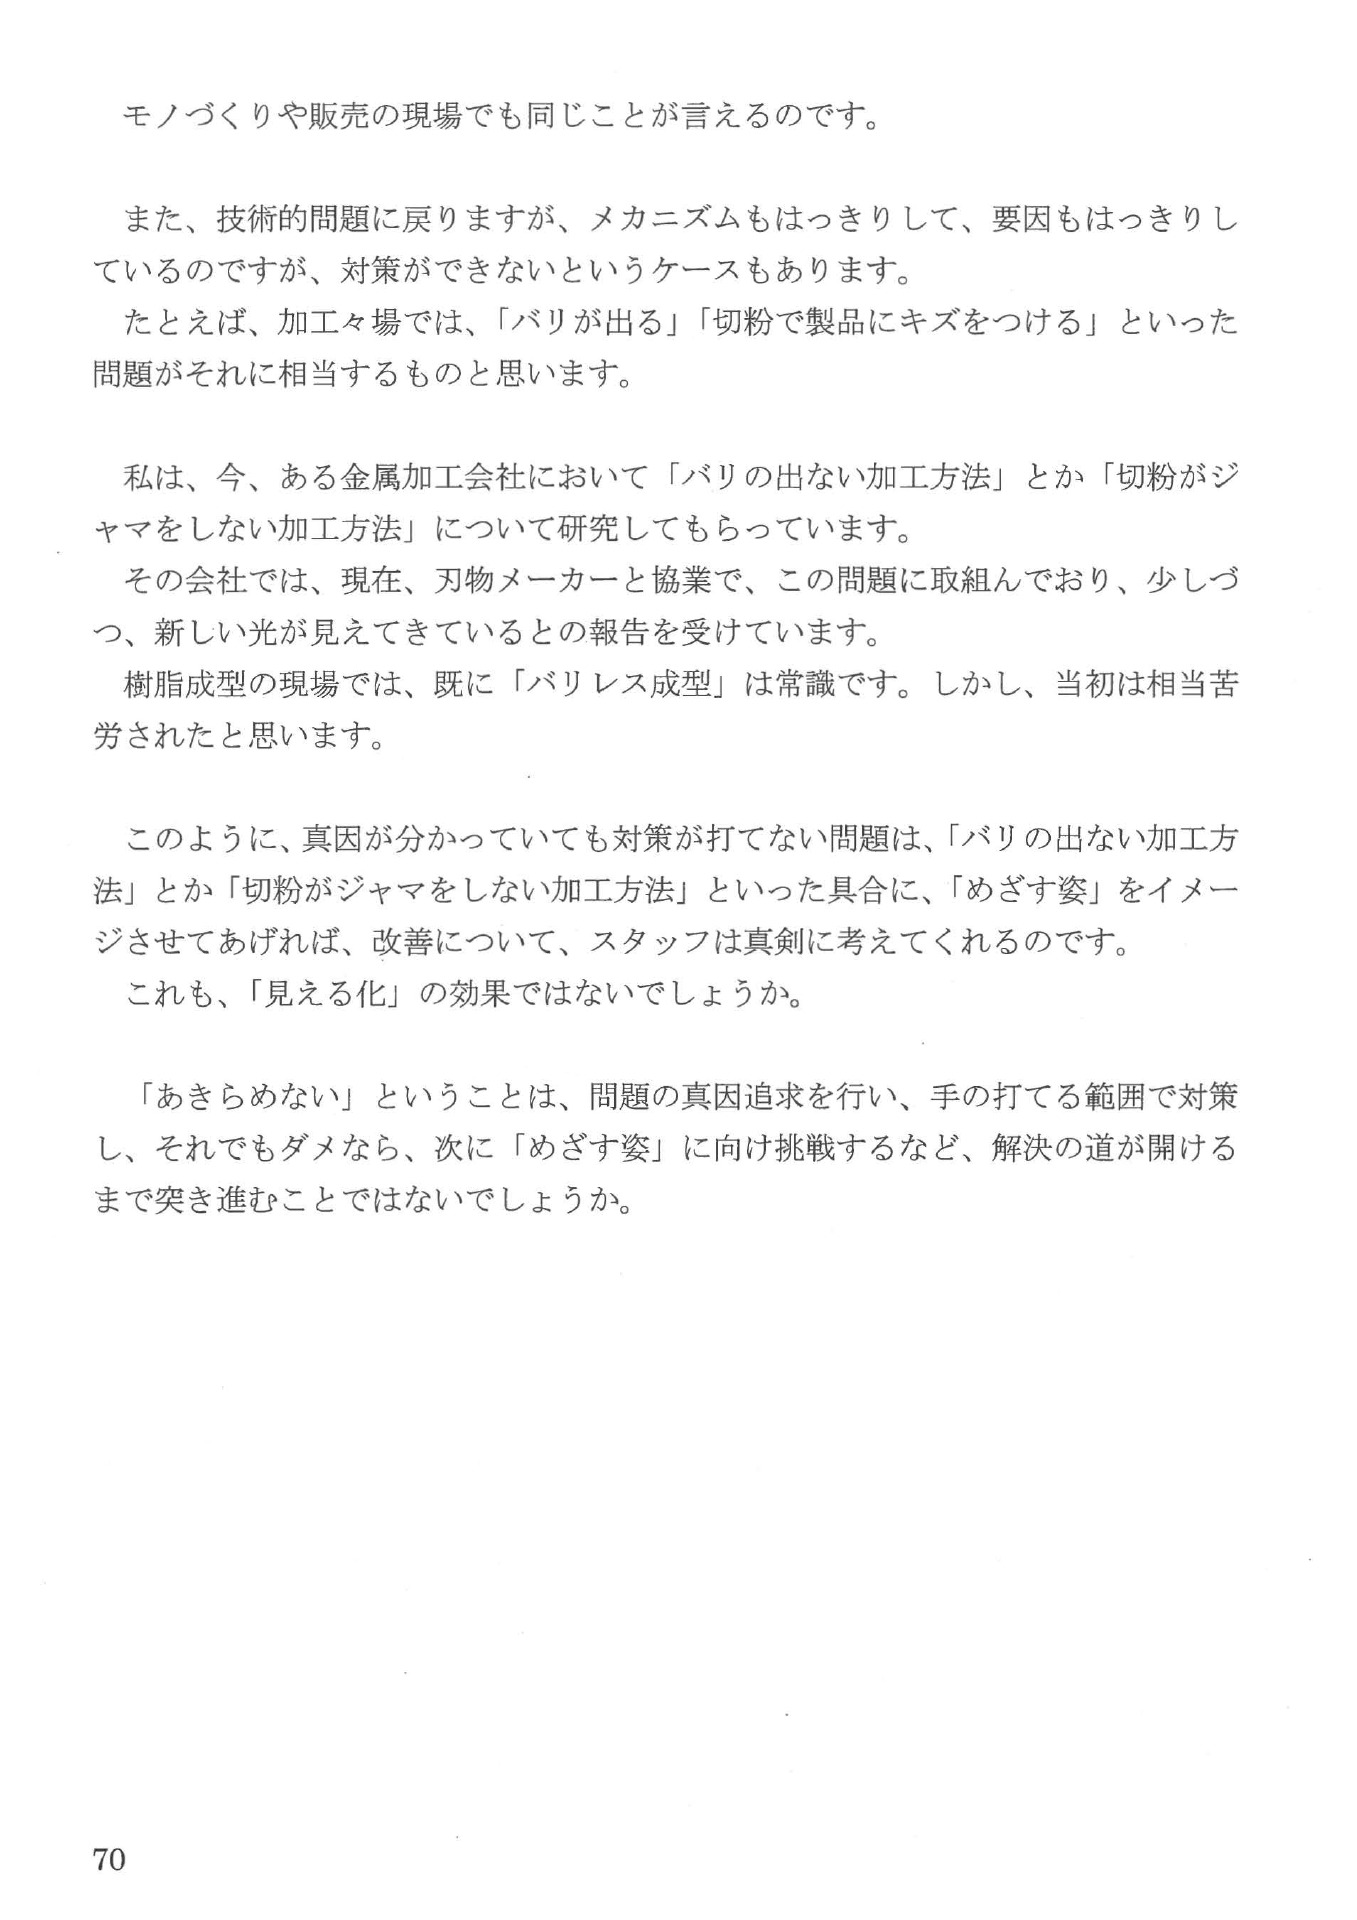 モノづくりや販売の現場でも同じことが言えるのです。
また、技術的問題に戻りますが、メカニズムもはっきりして、要因もはっきりし
ているのですが、対策ができないというケースもあります。
たとえば、加工々場では、「バリが出る」「切粉で製品にキズをつける」といった
問題がそれに相当するものと思います。
私は、今、ある金属加工会社において「バリの出ない加工方法」とか「切粉がジ
ャマをしない加工方法」について研究してもらっています。
その会社では、現在、刃物メーカーと協業で、この問題に取組んでおり、少しづ
つ、新しい光が見えてきているとの報告を受けています。
樹脂成型の現場では、既に「バリレス成型」は常識です。しかし、当初は相当苦
労されたと思います。
このように、真因が分かっていても対策が打てない問題は、「バリの出ない加工方
法」とか「切粉がジャマをしない加工方法」といった具合に、「めざす姿」をイメー
ジさせてあげれば、改善について、スタッフは真剣に考えてくれるのです。
これも、「見える化」の効果ではないでしょうか。
「あきらめない」ということは、問題の真因追求を行い、手の打てる範囲で対策
し、それでもダメなら、次に「めざす姿」に向け挑戦するなど、解決の道が開ける
まで突き進むことではないでしょうか。
70